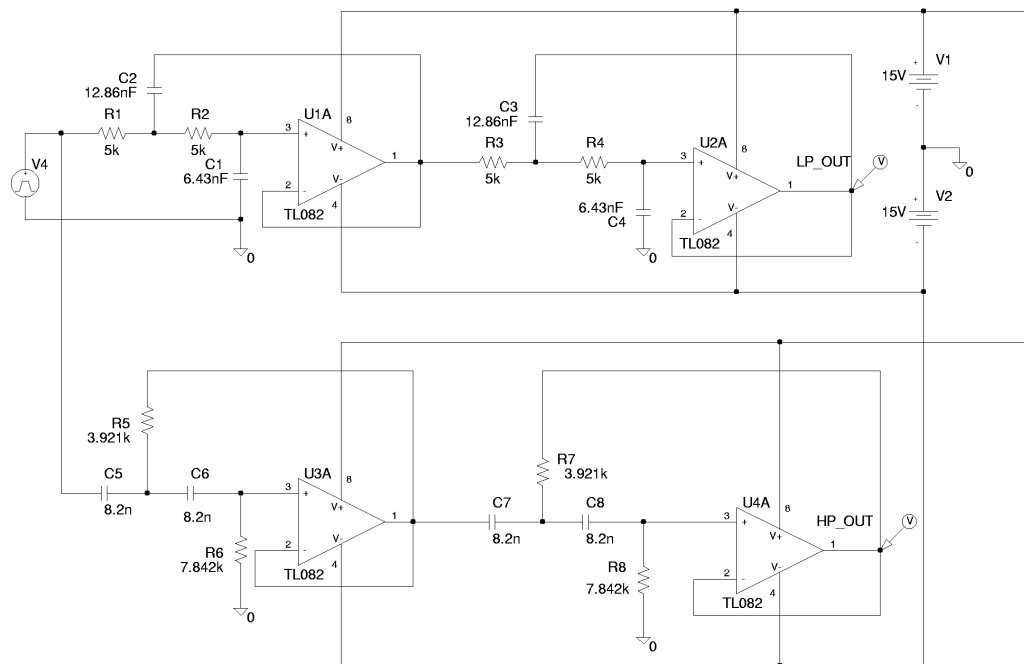 C2
12.86nF
R1
5k
R2
5k
C1
6.43nF
V4
0
U1A
3
+
8
V+
1
2
-
V-
4
TL082
C3
12.86nF
R3
5k
R4
5k
6.43nF
C4
0
U2A
3
+
8
V+
1
2
-
V-
4
TL082
LP_OUT
V
+
V1
15V
-
0
+
V2
15V
-
R5
3.921k
C5
8.2n
C6
8.2n
R6
7.842k
0
U3A
3
+
8
V+
1
2
-
V-
4
TL082
R7
3.921k
C7
8.2n
C8
8.2n
R8
7.842k
0
U4A
3
+
8
V+
1
2
-
V-
4
TL082
HP_OUT
V